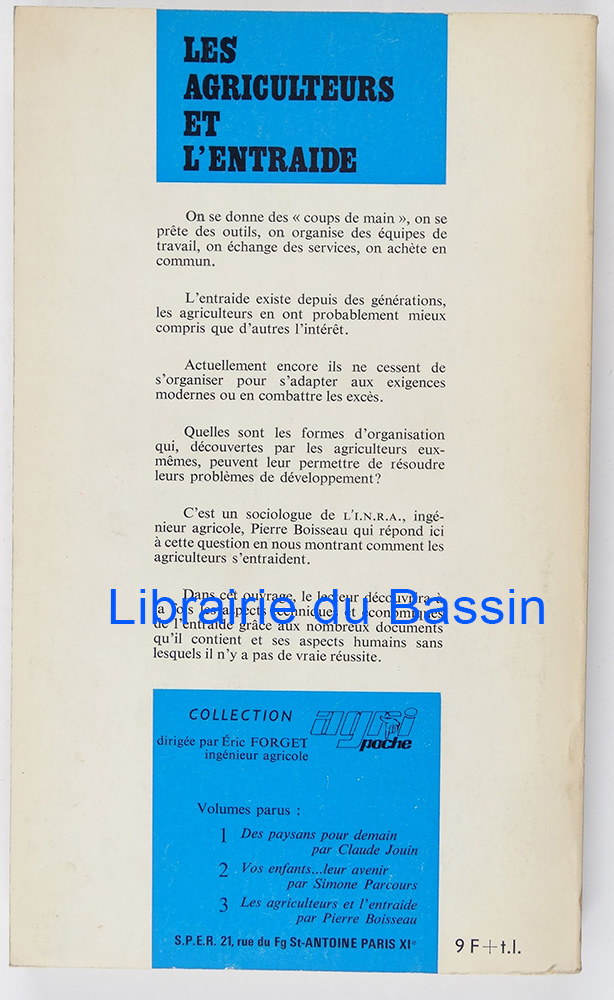 LES
AGRICULTEURS
ET
L'ENTRAIDE
On se donne des « coups de main », on se
prête des outils, on organise des équipes de
travail, on échange des services, on achète en
commun.
L'entraide existe depuis des générations,
les agriculteurs en ont probablement mieux
compris que d'autres l'intérêt.
Actuellement encore ils ne cessent de
s'organiser pour s'adapter aux exigences
modernes ou en combattre les excès.
Quelles sont les formes d'organisation
qui, découvertes par les agriculteurs eux-
mêmes, peuvent leur permettre de résoudre
leurs problèmes de développement?
C'est un sociologue de L'I.N.R.A., ingé-
nieur agricole, Pierre Boisseau qui répond ici
à cette question en nous montrant comment les
agriculteurs s'entraident.
Dans cet ouvrage, le lecteur découvrira à
la fois les aspects techniques et économiques
Librairie du Bassin
de l'entraide grâce aux nombreux documents
qu'il contient et ses aspects humains sans
lesquels il n'y a pas de vraie réussite.
COLLECTION agri
poche
dirigée par Éric FORGET
ingénieur agricole
Volumes parus :
1 Des paysans pour demain
par Claude Jouin
2 Vos enfants...leur avenir
par Simone Parcours
3 Les agriculteurs et l'entraide
par Pierre Boisseau
S.P.E.R. 21, rue du Fg St-ANTOINE PARIS XIe
9 F+t.l.